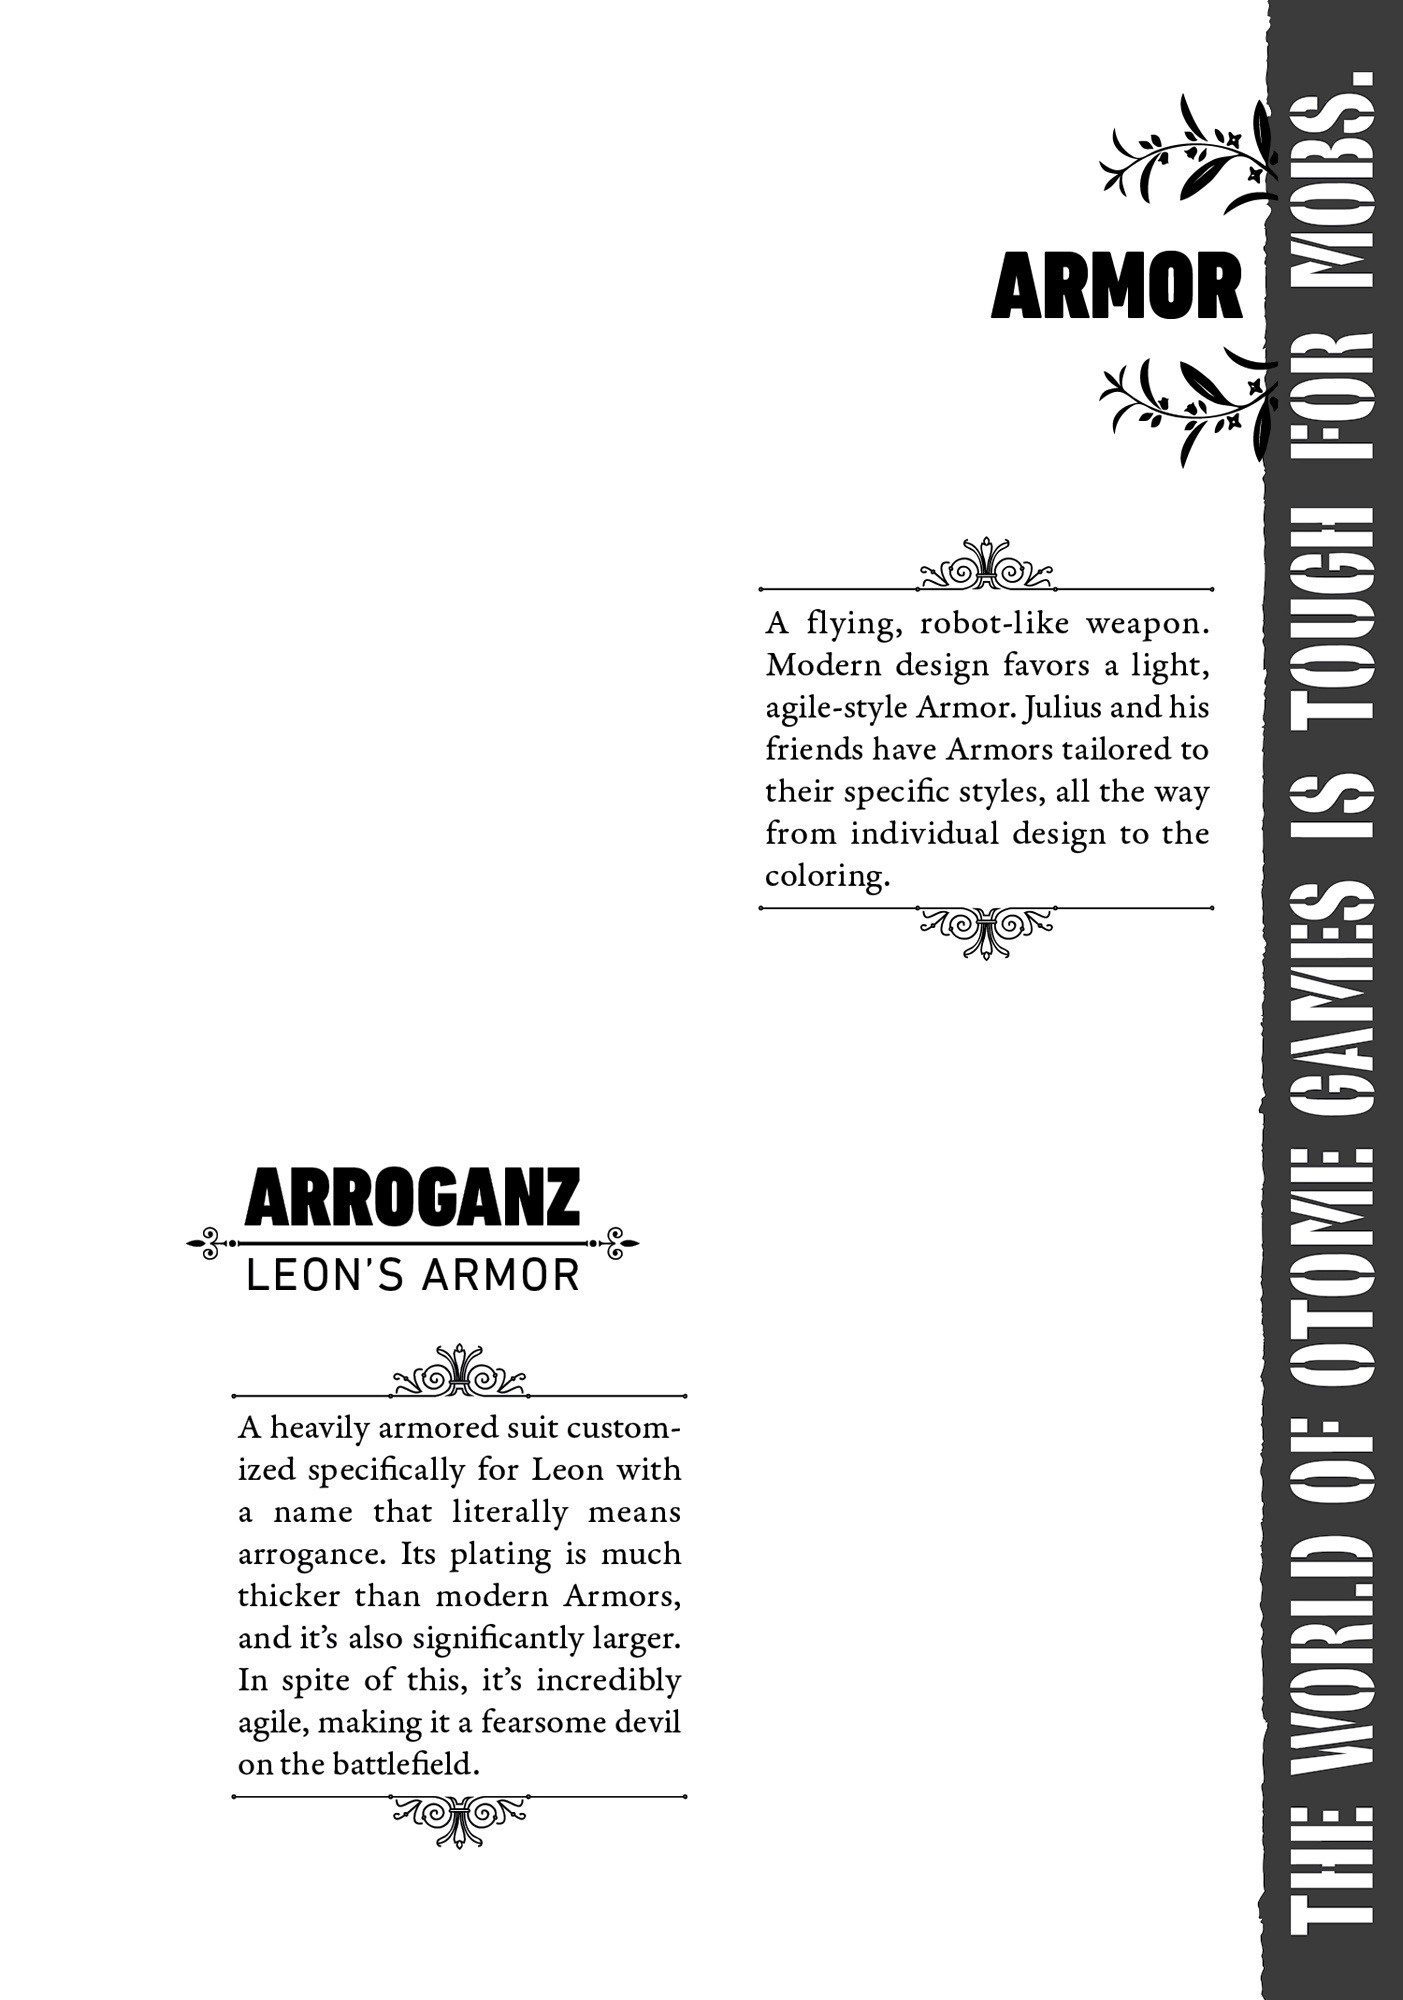 ARMOR
A flying, robot-like weapon.
Modern design favors a light,
agile-style Armor. Julius and his
friends have Armors tailored to
their specific styles, all the way
from individual design to the
coloring.
ARROGANZ
LEON’S ARMOR
A heavily armored suit custom-
ized specifically for Leon with
a name that literally means
arrogance. Its plating is much
thicker than modern Armors,
and it’s also significantly larger.
In spite of this, it’s incredibly
agile, making it a fearsome devil
on the battlefield.
THE WORLD OF OTOME GAMES IS TOUGH FOR MOBS.